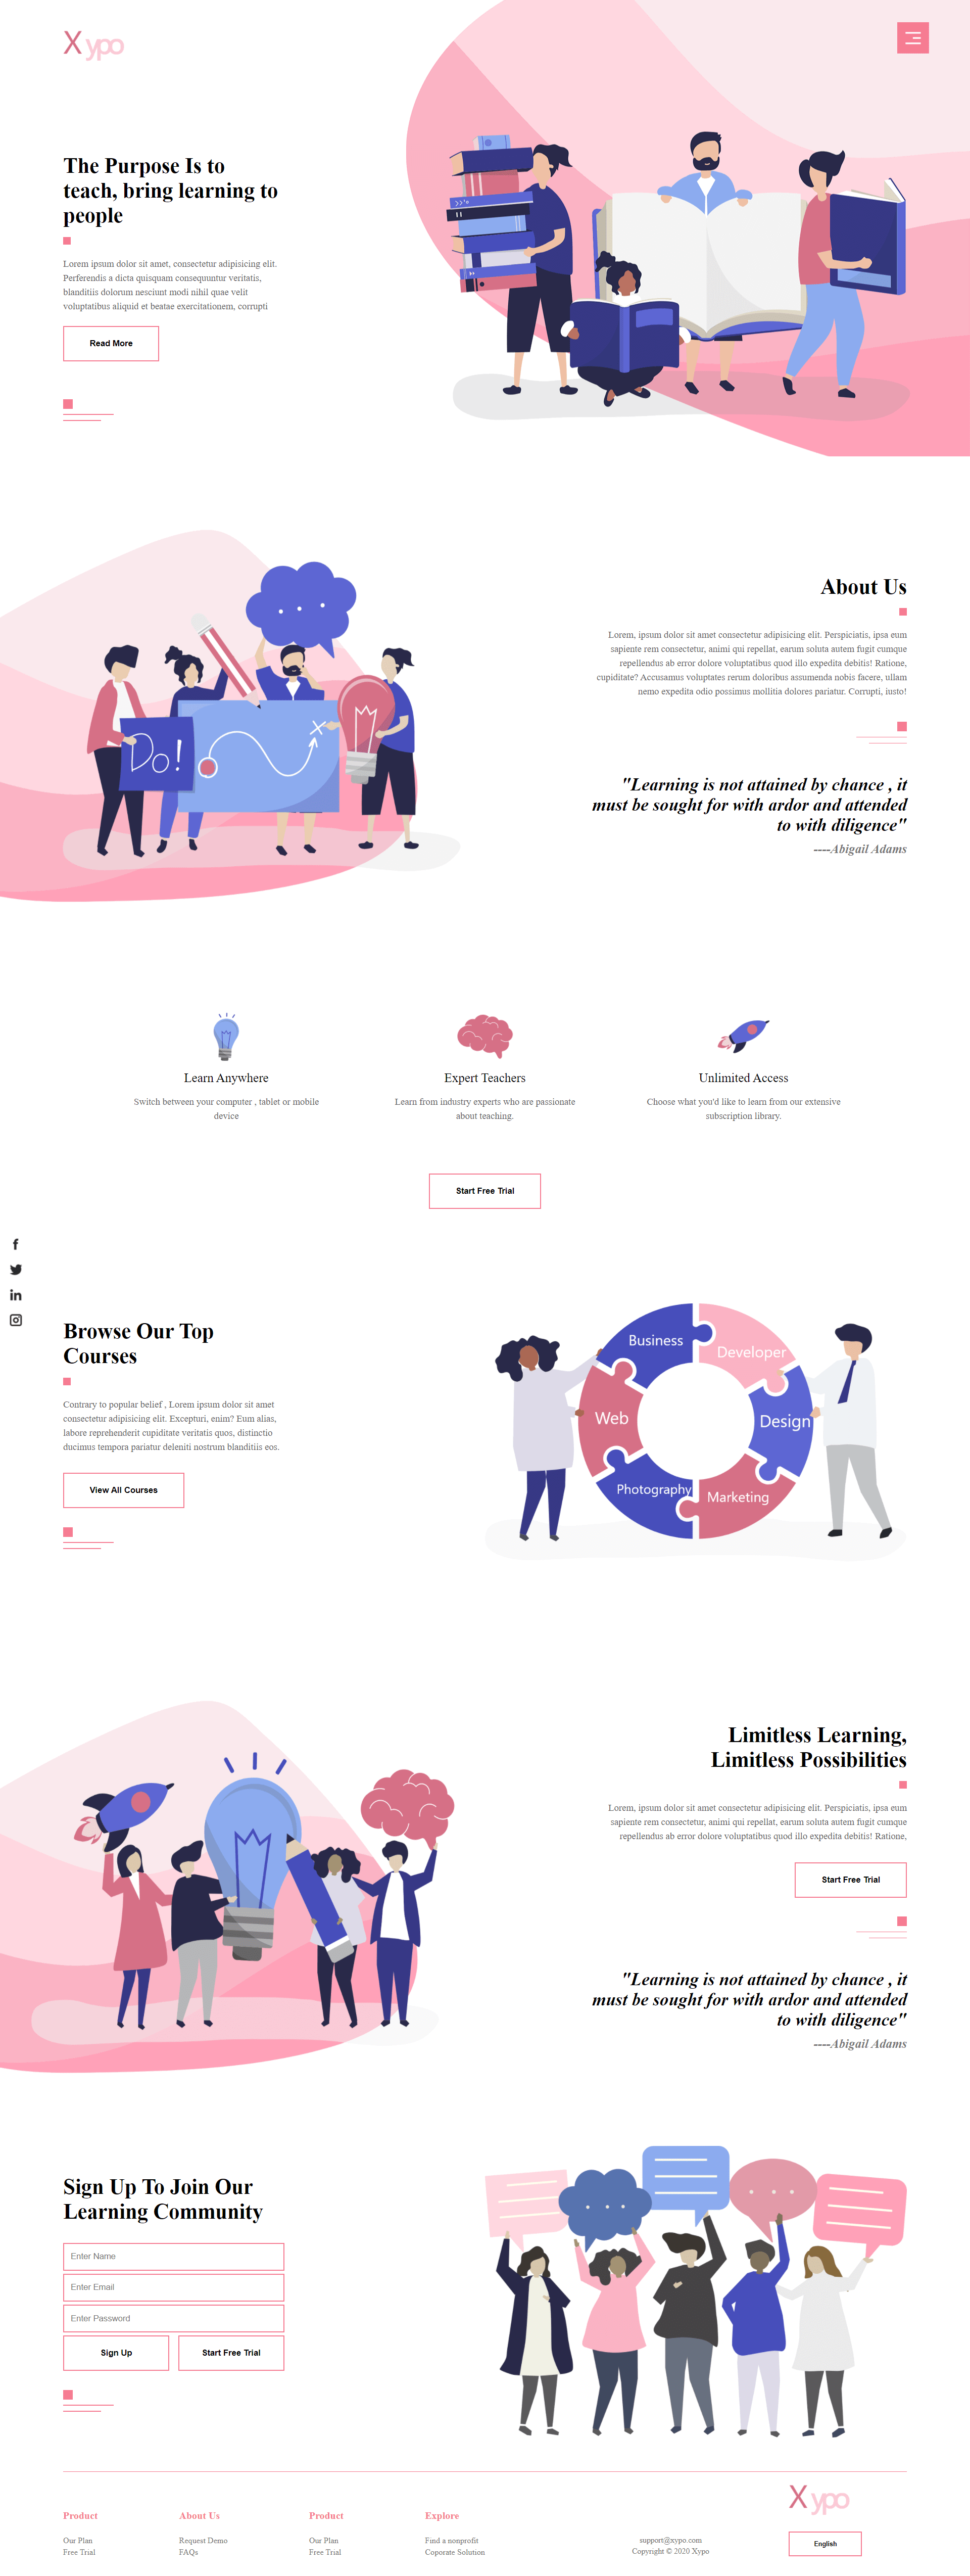 X ypo
The Purpose Is to
teach, bring learning to
people
Lorem ipsum dolor sit amet, consectetur adipisicing elit.
Perferendis a dicta quisquam consequuntur veritatis,
blanditiis dolorum nesciunt modi nihil quae velit
voluptatibus aliquid et beatae exercitationem, corrupti
Read More
Do!
About Us
Lorem, ipsum dolor sit amet consectetur adipisicing elit. Perspiciatis, ipsa eum
sapiente rem consectetur, animi qui repellat, earum soluta autem fugit cumque
repellendus ab error dolore voluptatibus quod illo expedita debitis! Ratione,
cupiditate? Accusamus voluptates rerum doloribus assumenda nobis facere, ullam
nemo expedita odio possimus mollitia dolores pariatur. Corrupti, iusto!
"Learning is not attained by chance , it
must be sought for with ardor and attended
to with diligence"
----Abigail Adams
Learn Anywhere
Switch between your computer , tablet or mobile
device
Expert Teachers
Learn from industry experts who are passionate
about teaching.
Unlimited Access
Choose what you'd like to learn from our extensive
subscription library.
Start Free Trial
Browse Our Top
Courses
Contrary to popular belief , Lorem ipsum dolor sit amet
consectetur adipisicing elit. Excepturi, enim? Eum alias,
labore reprehenderit cupiditate veritatis quos, distinctio
ducimus tempora pariatur deleniti nostrum blanditiis eos.
View All Courses
Business
Developer
Web
Design
Photography
Marketing
Limitless Learning,
Limitless Possibilities
Lorem, ipsum dolor sit amet consectetur adipisicing elit. Perspiciatis, ipsa eum
sapiente rem consectetur, animi qui repellat, earum soluta autem fugit cumque
repellendus ab error dolore voluptatibus quod illo expedita debitis! Ratione,
Start Free Trial
"Learning is not attained by chance , it
must be sought for with ardor and attended
to with diligence"
----Abigail Adams
Sign Up To Join Our
Learning Community
Enter Name
Enter Email
Enter Password
Sign Up
Start Free Trial
Product
Our Plan
Free Trial
About Us
Request Demo
FAQs
Product
Our Plan
Free Trial
Explore
Find a nonprofit
Coporate Solution
support@xypo.com
Copyright © 2020 Xypo
X ypo
English